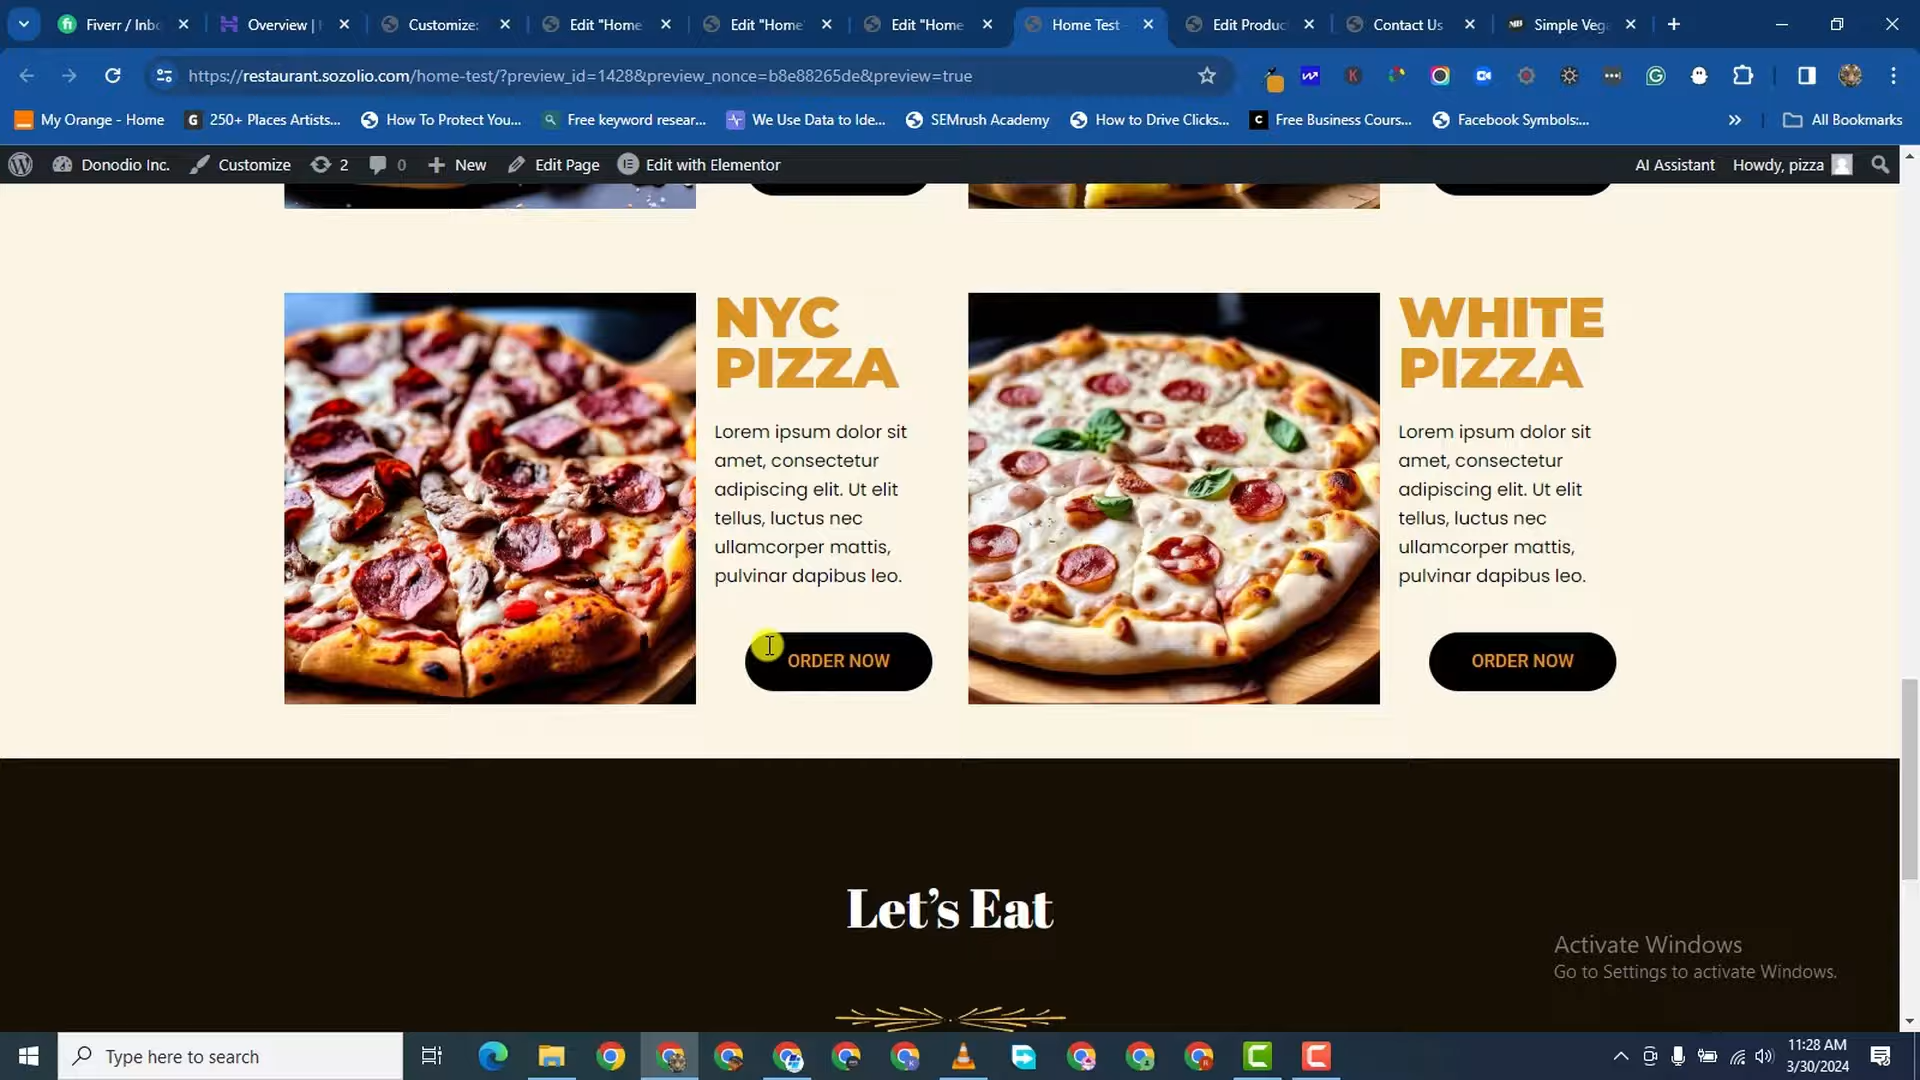 Fiverr / Inbo
Overview |
Customize:
Edit "Home
Edit "Home
Edit "Home
Home Test -
Edit Produc
Contact Us
Simple Vega
https://restaurant.sozolio.com/home-test/?preview_id=1428&preview_nonce=b8e88265de&preview=true
My Orange - Home
250+ Places Artists...
How To Protect You...
Free keyword resear...
We Use Data to Ide...
SEMrush Academy
How to Drive Clicks...
Free Business Cours...
Facebook Symbols:...
All Bookmarks
Donodio Inc.
Customize
2
0
New
Edit Page
Edit with Elementor
AI Assistant
Howdy, pizza
NYC
PIZZA
Lorem ipsum dolor sit
amet, consectetur
adipiscing elit. Ut elit
tellus, luctus nec
ullamcorper mattis,
pulvinar dapibus leo.
ORDER NOW
WHITE
PIZZA
Lorem ipsum dolor sit
amet, consectetur
adipiscing elit. Ut elit
tellus, luctus nec
ullamcorper mattis,
pulvinar dapibus leo.
ORDER NOW
Let's Eat
Activate Windows
Go to Settings to activate Windows.
Type here to search
11:28 AM
3/30/2024